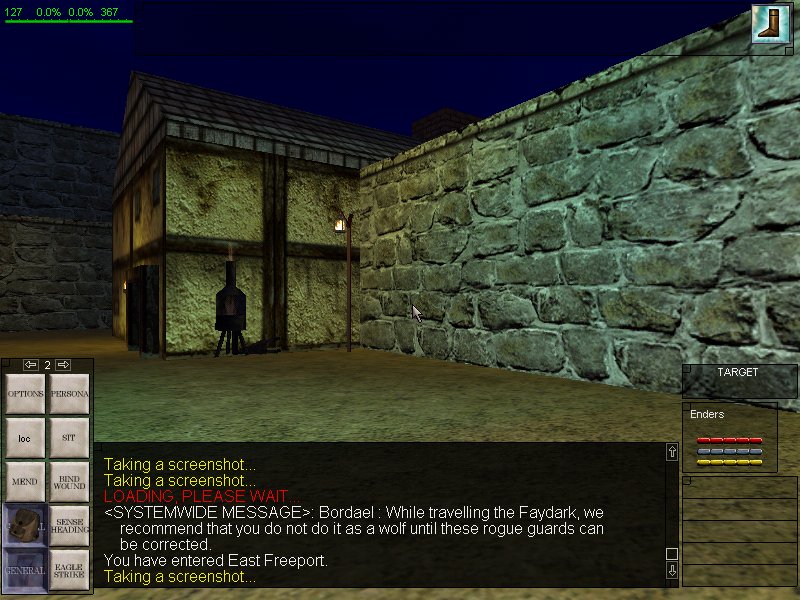 127 0.0% 0.0% 367
2
OPTIONS PERSONA
loc SIT
MEND BIND WOUND
SENSE HEADING
GENERAL EAGLE STRIKE
Taking a screenshot...
Taking a screenshot...
LOADING, PLEASE WAIT...
<SYSTEMWIDE MESSAGE>: Bordael : While travelling the Faydark, we
recommend that you do not do it as a wolf until these rogue guards can
be corrected.
You have entered East Freeport.
Taking a screenshot...
TARGET
Enders